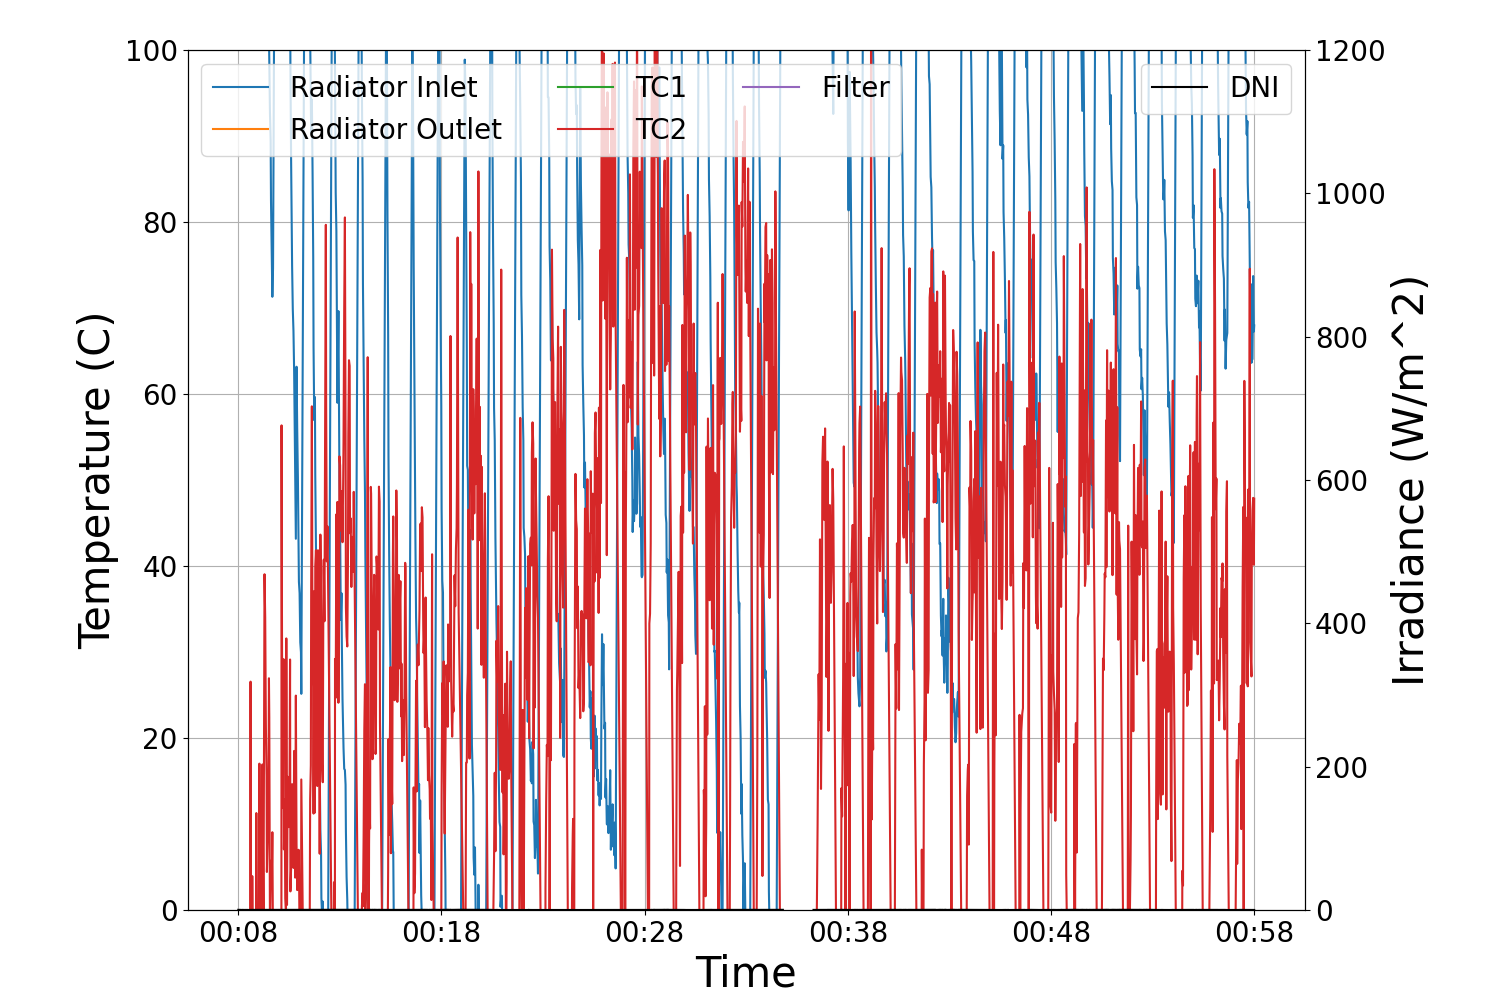 Radiator Inlet
Radiator Outlet
TC1
TC2
Filter
DNI
Temperature (C)
100
80
60
40
20
0
Irradiance (W/m^2)
1200
1000
800
600
400
200
0
00:08 00:18 00:28 00:38 00:48 00:58
Time